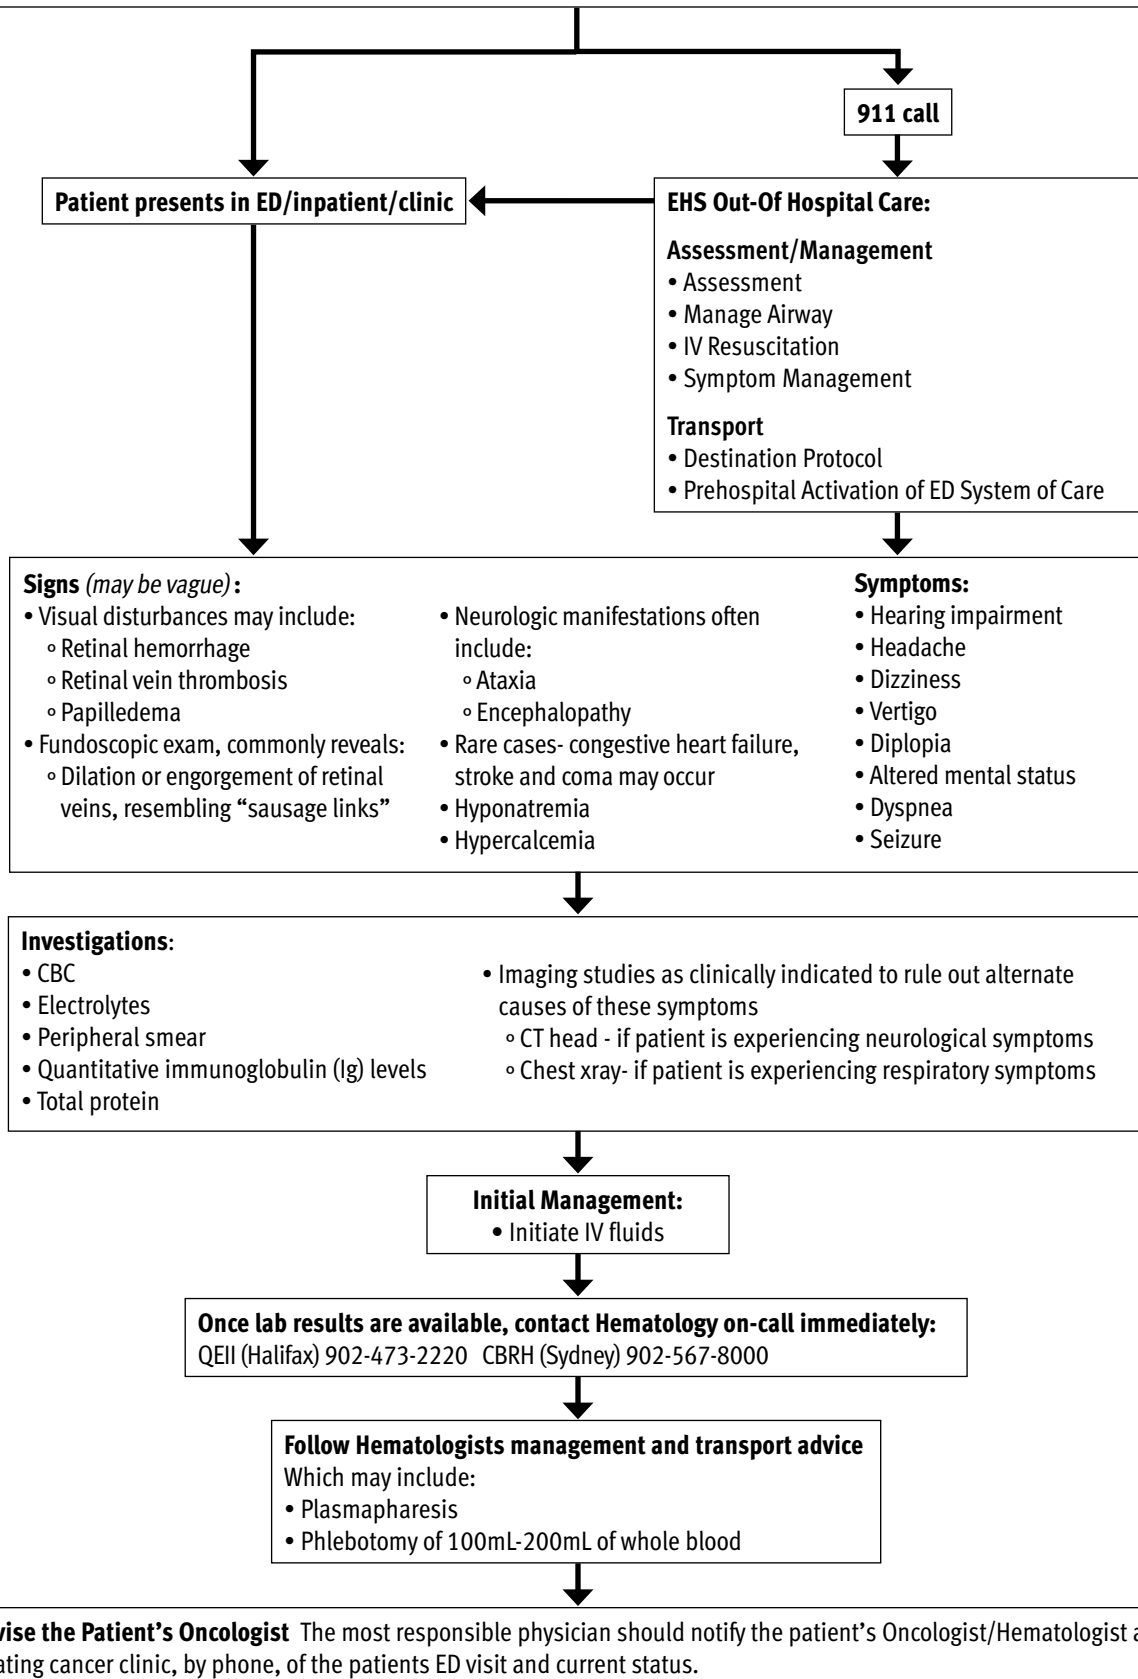 911 call
Patient presents in ED/inpatient/clinic
EHS Out-Of Hospital Care:
Assessment/Management
• Assessment
• Manage Airway
• IV Resuscitation
• Symptom Management
Transport
• Destination Protocol
• Prehospital Activation of ED System of Care
Signs (may be vague) :
• Visual disturbances may include:
° Retinal hemorrhage
° Retinal vein thrombosis
° Papilledema
• Fundoscopic exam, commonly reveals:
° Dilation or engorgement of retinal
veins, resembling “sausage links”
• Neurologic manifestations often
include:
° Ataxia
° Encephalopathy
• Rare cases- congestive heart failure,
stroke and coma may occur
• Hyponatremia
• Hypercalcemia
Symptoms:
• Hearing impairment
• Headache
• Dizziness
• Vertigo
• Diplopia
• Altered mental status
• Dyspnea
• Seizure
Investigations:
• CBC
• Electrolytes
• Peripheral smear
• Quantitative immunoglobulin (Ig) levels
• Total protein
• Imaging studies as clinically indicated to rule out alternate
causes of these symptoms
° CT head - if patient is experiencing neurological symptoms
° Chest xray- if patient is experiencing respiratory symptoms
Initial Management:
• Initiate IV fluids
Once lab results are available, contact Hematology on-call immediately:
QEII (Halifax) 902-473-2220 CBRH (Sydney) 902-567-8000
Follow Hematologists management and transport advice
Which may include:
• Plasmapharesis
• Phlebotomy of 100mL-200mL of whole blood
vise the Patient’s Oncologist The most responsible physician should notify the patient’s Oncologist/Hematologist
ating cancer clinic, by phone, of the patients ED visit and current status.